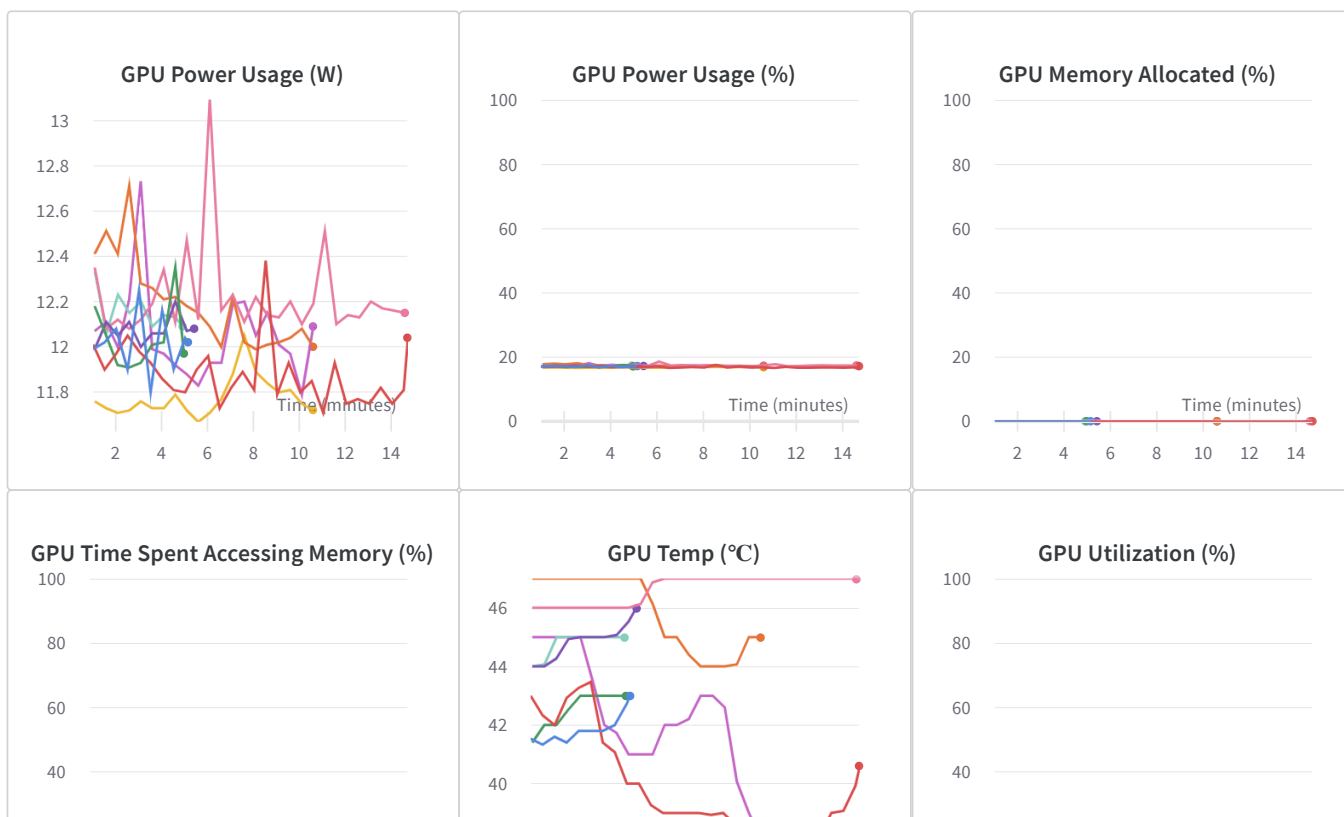 GPU Power Usage (W)
13
12.8
12.6
12.4
12.2
12
11.8
Time (minutes)
2 4 6 8 10 12 14
GPU Power Usage (%)
100
80
60
40
20
0
Time (minutes)
2 4 6 8 10 12 14
GPU Memory Allocated (%)
100
80
60
40
20
0
Time (minutes)
2 4 6 8 10 12 14
GPU Time Spent Accessing Memory (%)
100
80
60
40
GPU Temp (℃)
46
44
42
40
GPU Utilization (%)
100
80
60
40